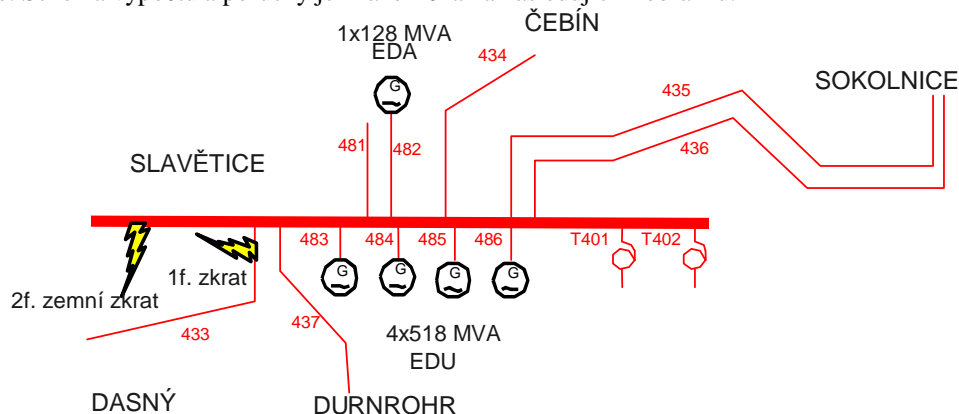 ČEBÍN
1x128 MVA
EDA
434
G
SOKOLNICE
435
481
482
436
SLAVĚTICE
483
484
485
486
T401
T402
1f. zkrat
G
G
G
G
2f. zemní zkrat
433
437
4x518 MVA
EDU
DASNÝ
DURNROHR